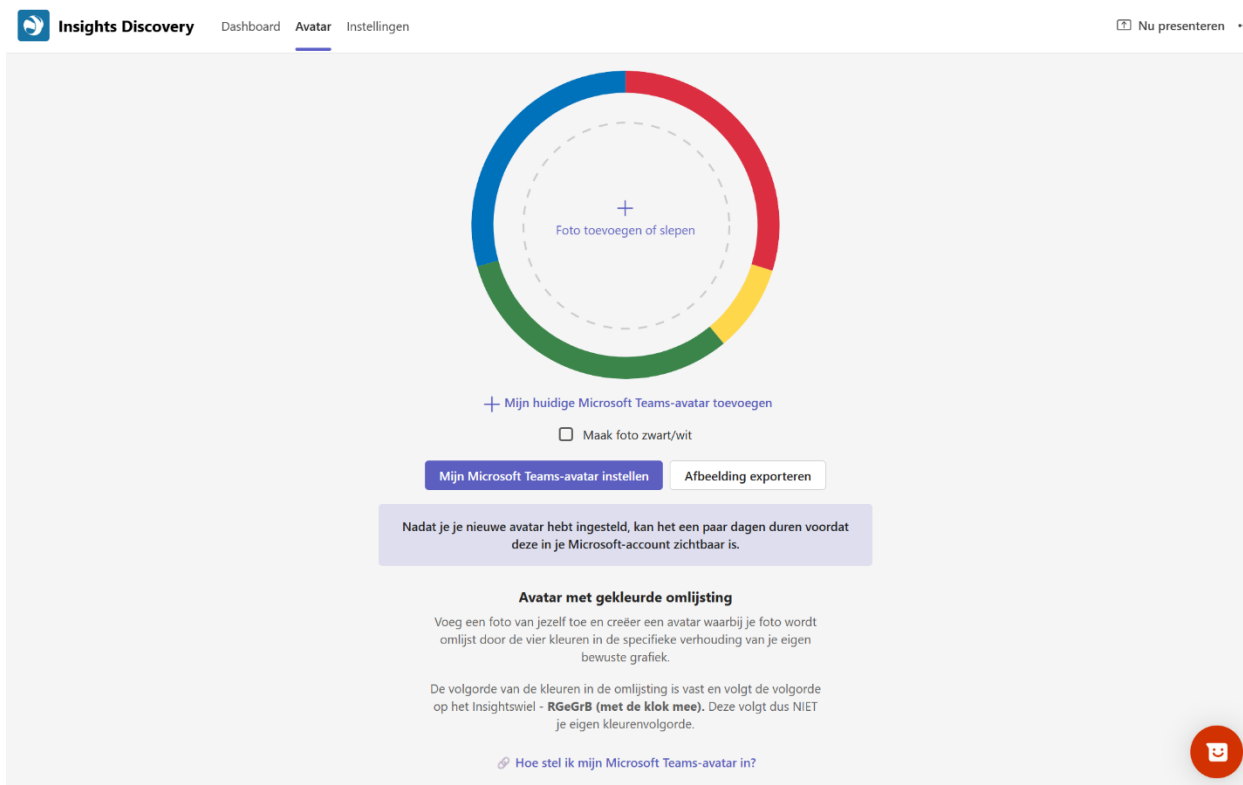 Insights Discovery Dashboard Avatar Instellingen Nu presenteren
Foto toevoegen of slepen
Mijn huidige Microsoft Teams-avatar toevoegen
Maak foto zwart/wit
Mijn Microsoft Teams-avatar instellen Afbeelding exporteren
Nadat je je nieuwe avatar hebt ingesteld, kan het een paar dagen duren voordat
deze in je Microsoft-account zichtbaar is.
Avatar met gekleurde omlijsting
Voeg een foto van jezelf toe en creëer een avatar waarbij je foto wordt
omlijst door de vier kleuren in de specifieke verhouding van je eigen
bewuste grafiek.
De volgorde van de kleuren in de omlijsting is vast en volgt de volgorde
op het Insightswiel - RGeGrB (met de klok mee). Deze volgt dus NIET
je eigen kleurenvolgorde.
Hoe stel ik mijn Microsoft Teams-avatar in?